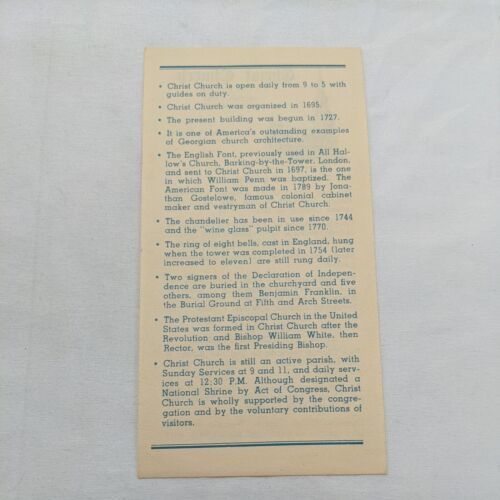 • Christ Church is open daily from 9 to 5 with
guides on duty.
• Christ Church was organized in 1695.
• The present building was begun in 1727.
• It is one of America's outstanding examples
of Georgian church architecture.
• The English Font, previously used in All Hal-
low's Church, Barking-by-the-Tower, London,
and sent to Christ Church in 1697, is the one
in which William Penn was baptized. The
American Font was made in 1789 by Jona-
than Gostelowe, famous colonial cabinet
maker and vestryman of Christ Church.
• The chandelier has been in use since 1744
and the "wine glass" pulpit since 1770.
• The ring of eight bells, cast in England, hung
when the tower was completed in 1754 (later
increased to eleven) are still rung daily.
• Two signers of the Declaration of Indepen-
dence are buried in the churchyard and five
others, among them Benjamin Franklin, in
the Burial Ground at Fifth and Arch Streets.
• The Protestant Episcopal Church in the United
States was formed in Christ Church after the
Revolution and Bishop William White, then
Rector, was the first Presiding Bishop.
• Christ Church is still an active parish, with
Sunday Services at 9 and 11, and daily serv-
ices at 12:30 P.M. Although designated a
National Shrine by Act of Congress, Christ
Church is wholly supported by the congre-
gation and by the voluntary contributions of
visitors.